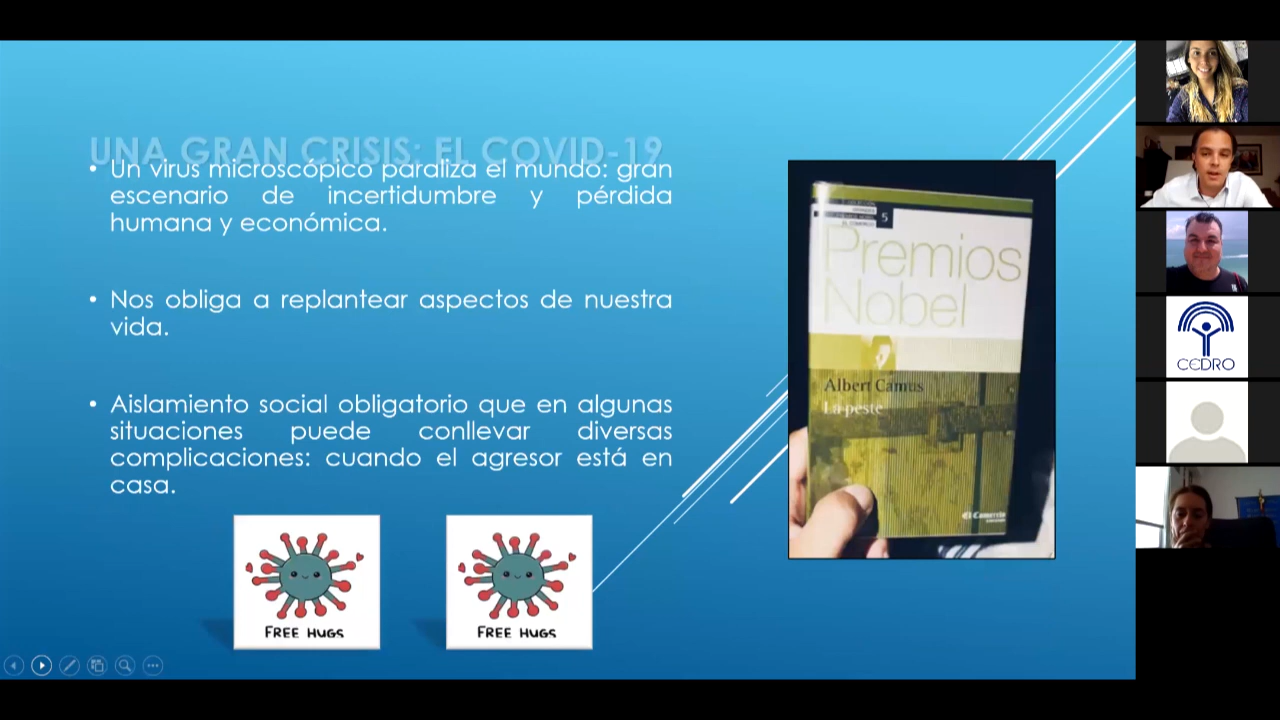 UNA GRAN CRISIS: EL COVID-19
• Un virus microscópico paraliza el mundo: gran
escenario de incertidumbre y pérdida
humana y económica.
• Nos obliga a replantear aspectos de nuestra
vida.
• Aislamiento social obligatorio que en algunas
situaciones puede conllevar diversas
complicaciones: cuando el agresor está en
casa.
FREE HUGS
FREE HUGS
5
Premios
Nobel
Albert Camus
La peste
El Comercio
CEDRO